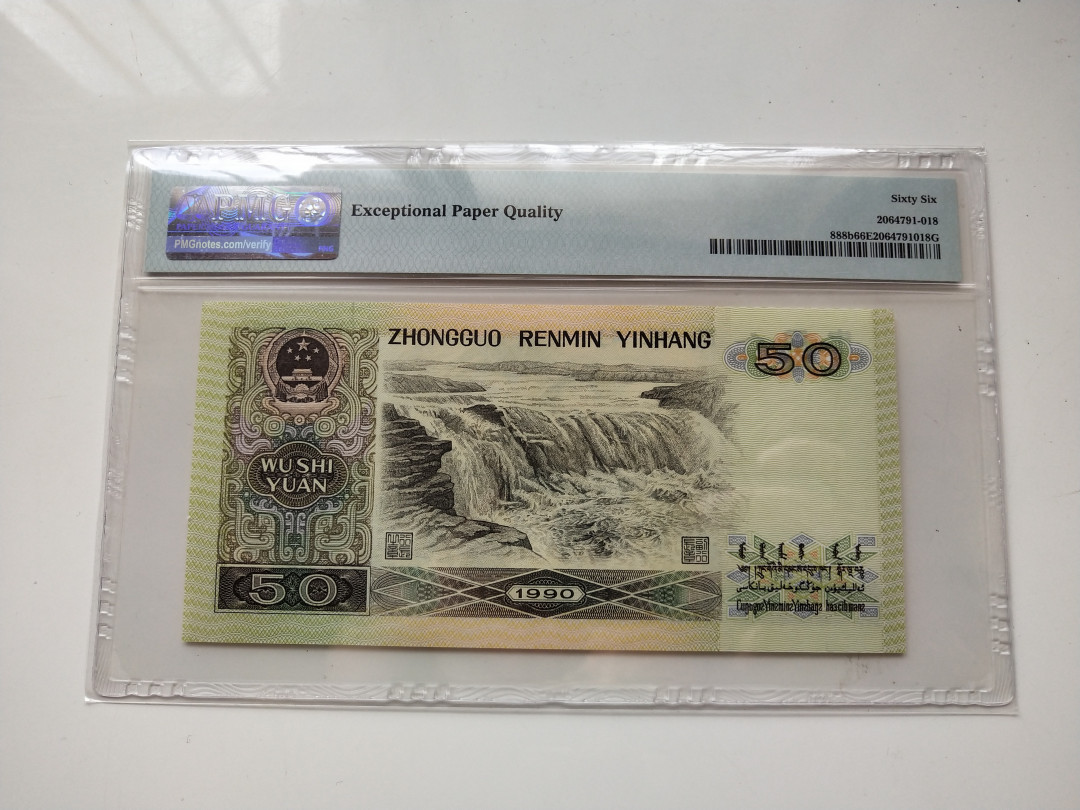 PMG
PMGnotes.com/verify
Exceptional Paper Quality
Sixty Six
2064791-018
888b66E2064791018G
ZHONGGUO RENMIN YINHANG
50
WU SHI
YUAN
50
1990